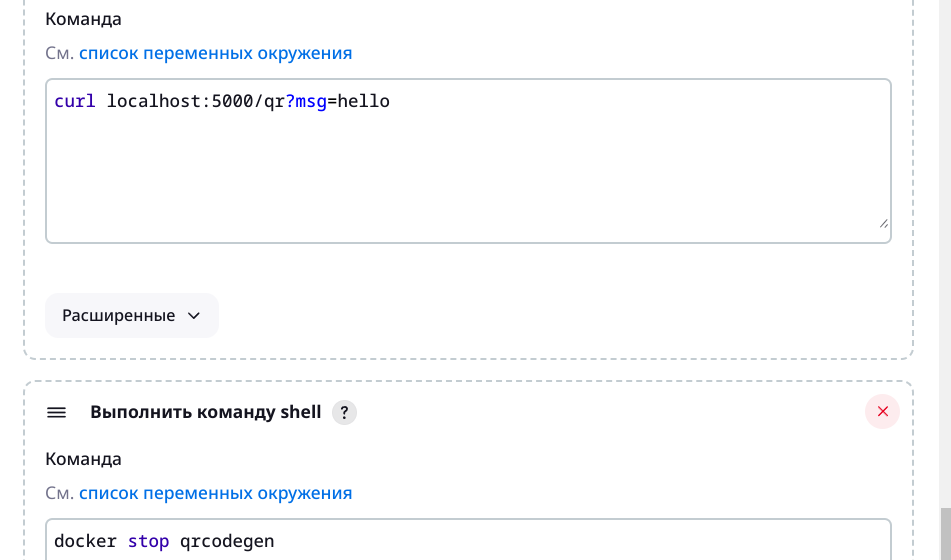 Команда
См. список переменных окружения
curl localhost:5000/qr?msg=hello
Расширенные
Выполнить команду shell ?
Команда
См. список переменных окружения
docker stop qrcodegen